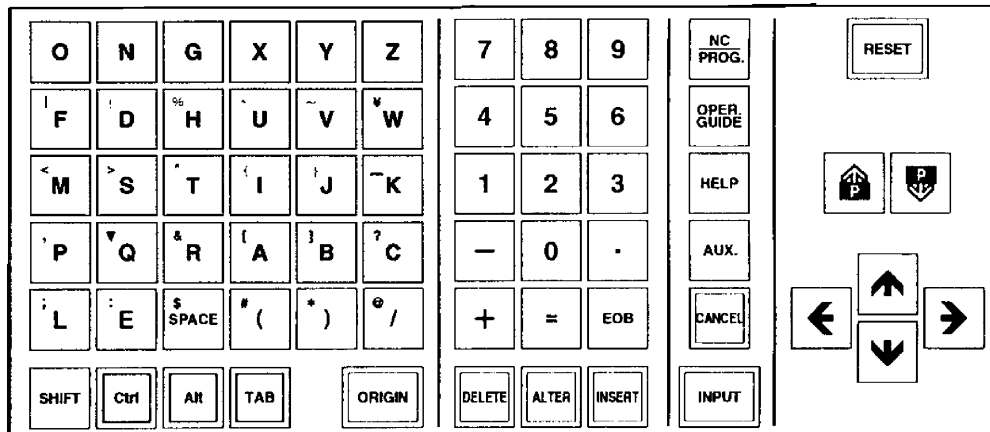 O N G X Y Z 7 8 9 NC PROG. RESET
| F ! D % H ` U ~ V ¥ W 4 5 6 OPER. GUIDE
< M > S " T { I } J — K 1 2 3 HELP P P
, P ▼ Q & R [ A ] B ? C — 0 . AUX.
; L : E $ SPACE # ( * ) @ / + = EOB CANCEL
SHIFT Ctrl Alt TAB ORIGIN DELETE ALTER INSERT INPUT